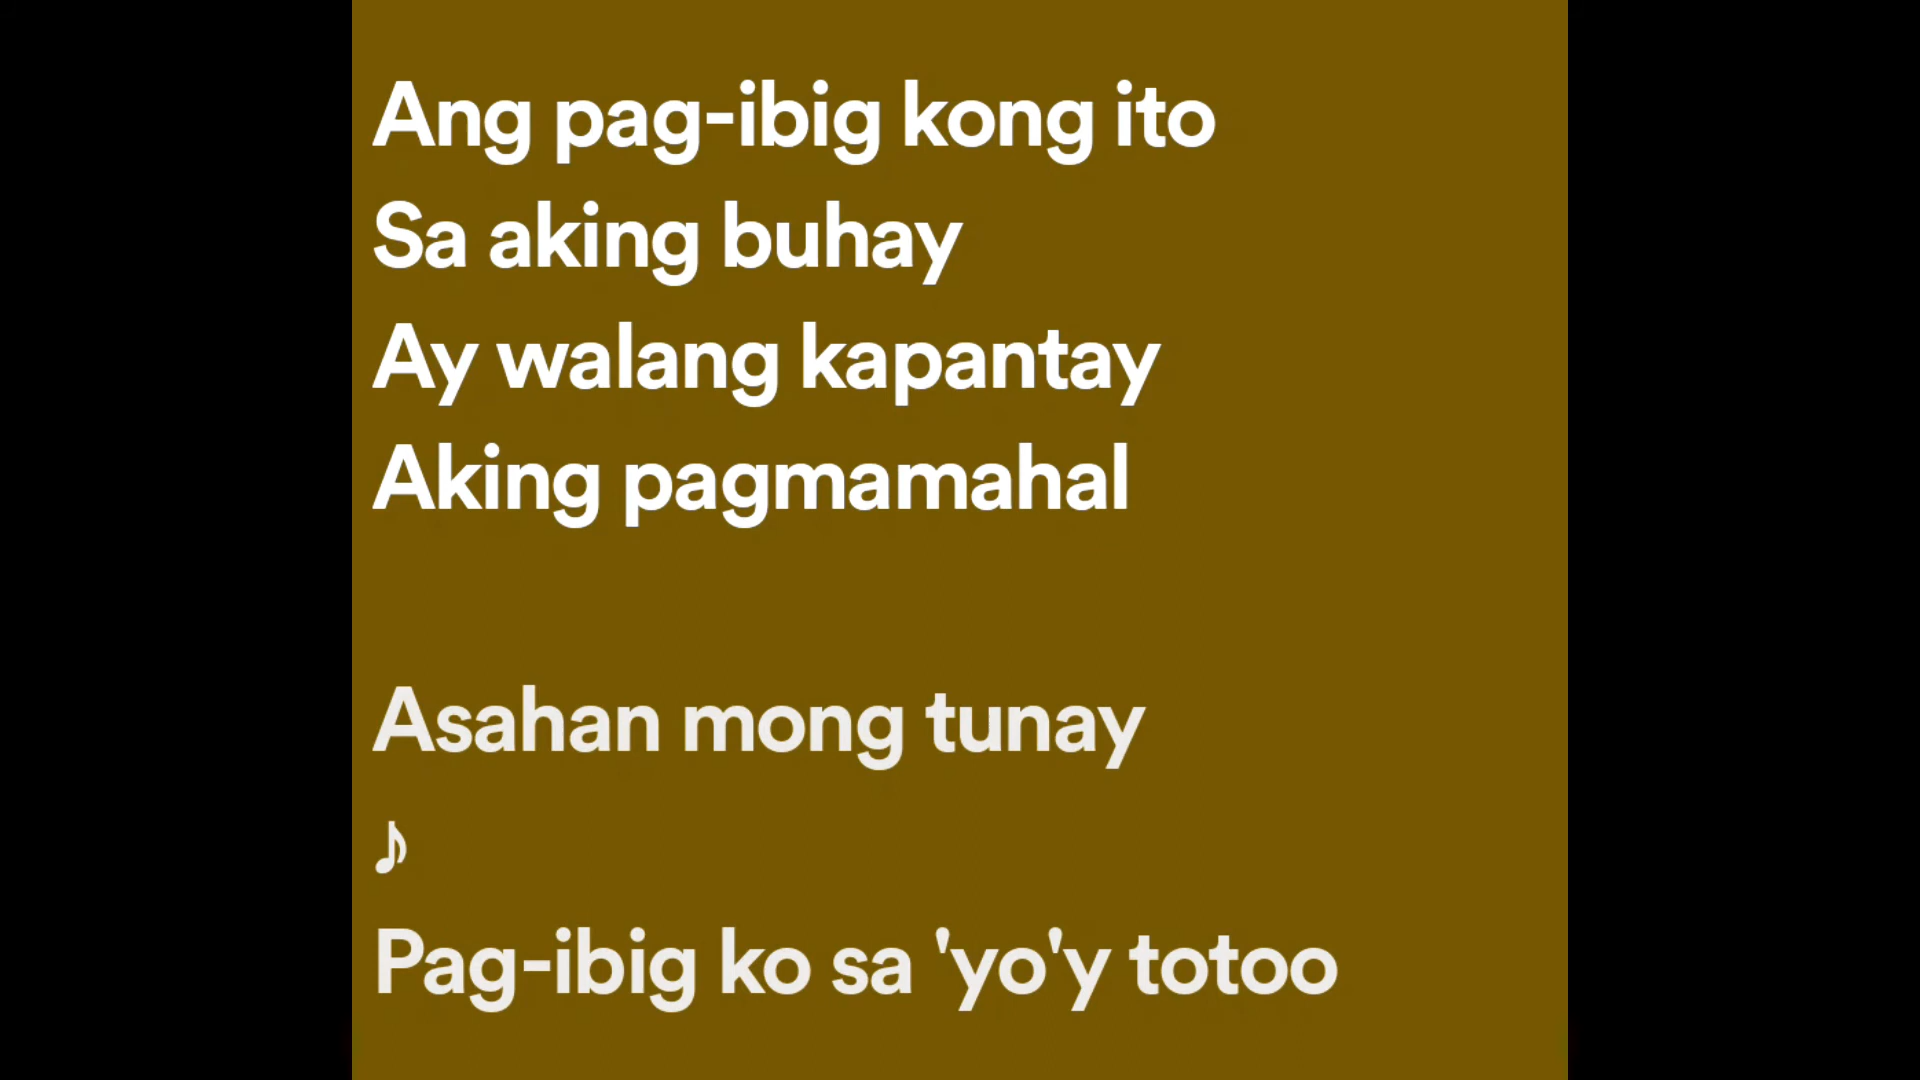 Ang pag-ibig kong ito
Sa aking buhay
Ay walang kapantay
Aking pagmamahal
Asahan mong tunay
♪
Pag-ibig ko sa 'yo'y totoo